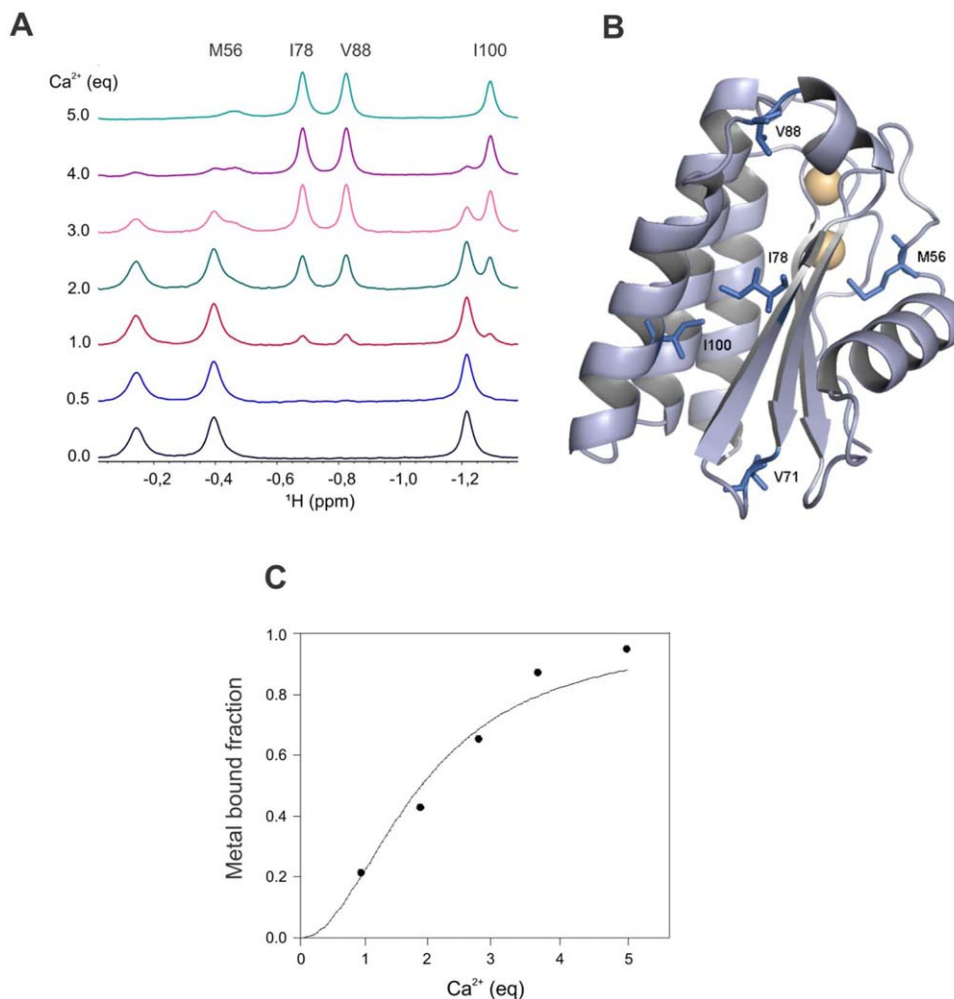 A
M56 I78 V88 I100
Ca²⁺ (eq)
5.0
4.0
3.0
2.0
1.0
0.5
0.0
-0,2 -0,4 -0,6 -0,8 -1,0 -1,2
¹H (ppm)
B
V88
M56
I78
I100
V71
C
Metal bound fraction
1.0
0.8
0.6
0.4
0.2
0.0
0 1 2 3 4 5
Ca²⁺ (eq)